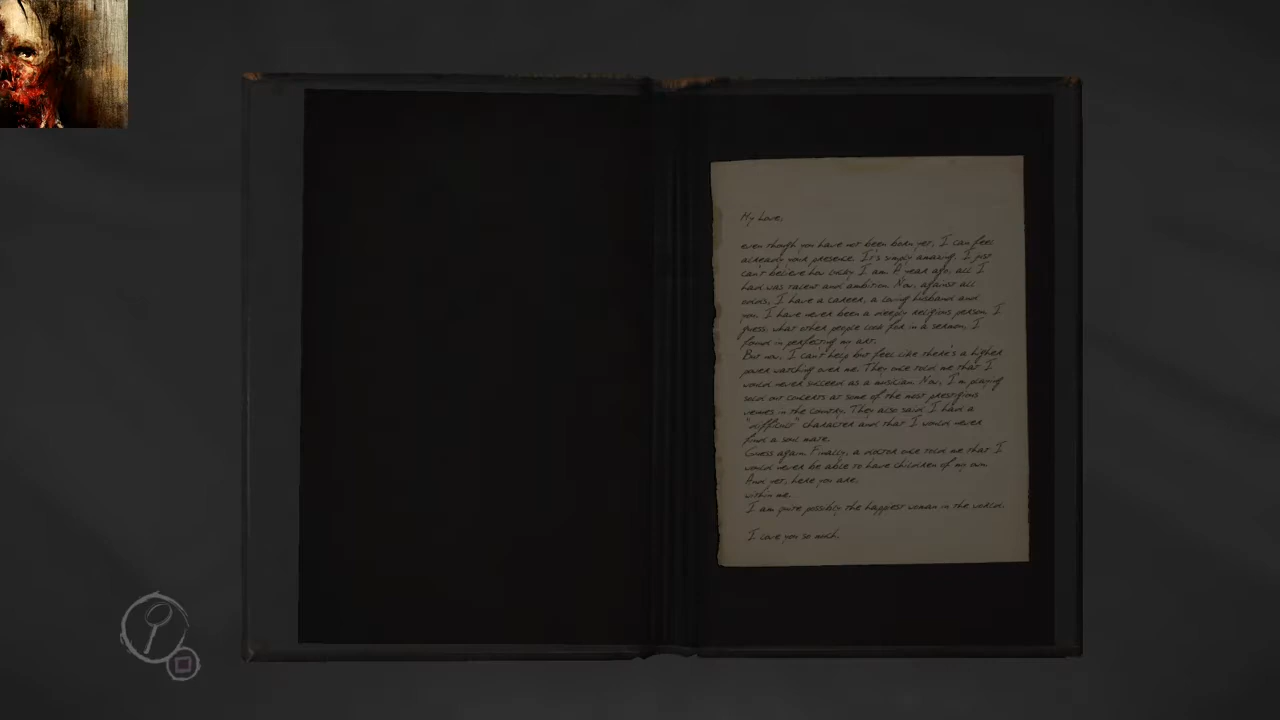 My Love,
even though you have not been born yet, I can feel
already your presence. It's simply amazing. I just
can't believe how lucky I am. A year ago, all I
had was talent and ambition. Now, against all
odds, I have a career, a loving husband and
you. I have never been a deeply religious person. I
guess, what other people look for in a sermon, I
found in perfecting my art.
But now, I can't help but feel like there's a higher
power watching over me. They once told me that I
would never succeed as a musician. Now, I'm playing
sold out concerts at some of the most prestigious
venues in the country. They also said I had a
"difficult" character and that I would never
find a soul mate.
Guess again. Finally, a doctor once told me that I
would never be able to have children of my own.
And yet, here you are,
within me.
I am quite possibly the happiest woman in the world.
I love you so much.